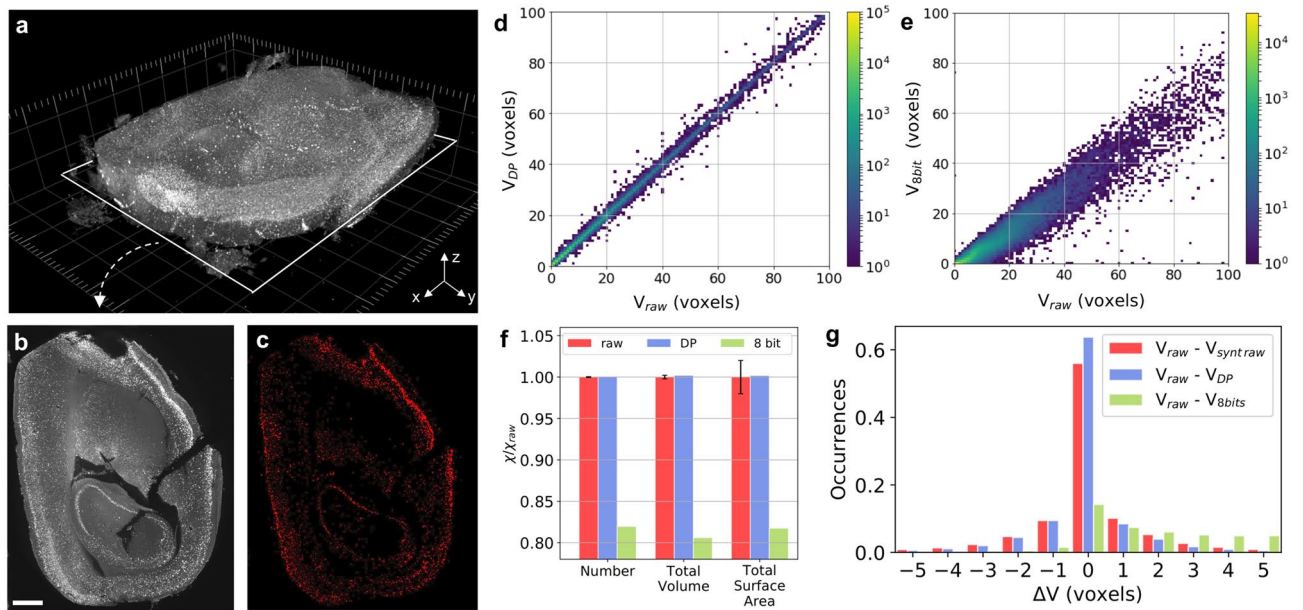 a
z
x
y
b
c
d
V_DP (voxels)
100
80
60
40
20
0
0 20 40 60 80 100
V_raw (voxels)
10^5
10^4
10^3
10^2
10^1
10^0
e
V_8bit (voxels)
100
80
60
40
20
0
0 20 40 60 80 100
V_raw (voxels)
10^4
10^3
10^2
10^1
10^0
f
raw DP 8 bit
χ/χ_raw
1.05
1.00
0.95
0.90
0.85
0.80
Number Total Volume Total Surface Area
g
V_raw - V_synt raw
V_raw - V_DP
V_raw - V_8bits
Occurrences
0.6
0.4
0.2
0.0
−5 −4 −3 −2 −1 0 1 2 3 4 5
ΔV (voxels)